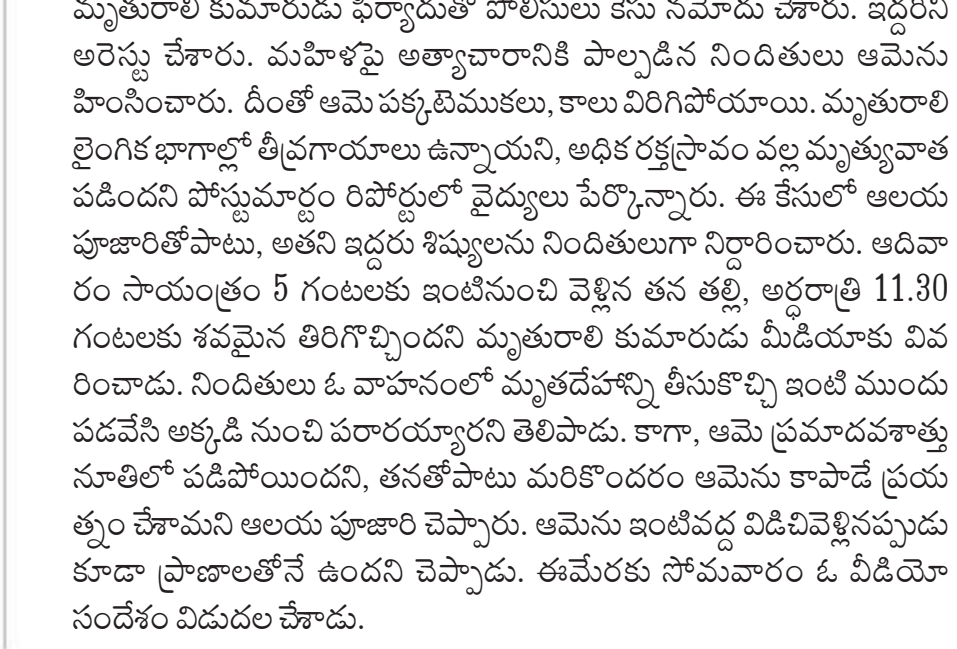 మృతురాలి కుమారుడు ఫిర్యాదుతో పోలీసులు కేసు నమోదు చేశారు. ఇద్దరిని
అరెస్టు చేశారు. మహిళపై అత్యాచారానికి పాల్పడిన నిందితులు ఆమెను
హింసించారు. దీంతో ఆమె పక్కటెముకలు, కాలు విరిగిపోయాయి. మృతురాలి
లైంగిక భాగాల్లో తీవ్రగాయాలు ఉన్నాయని, అధిక రక్తస్రావం వల్ల మృత్యువాత
పడిందని పోస్టుమార్టం రిపోర్టులో వైద్యులు పేర్కొన్నారు. ఈ కేసులో ఆలయ
పూజారితోపాటు, అతని ఇద్దరు శిష్యులను నిందితులుగా నిర్దారించారు. ఆదివా
రం సాయంత్రం 5 గంటలకు ఇంటినుంచి వెళ్లిన తన తల్లి, అర్ధరాత్రి 11.30
గంటలకు శవమైన తిరిగొచ్చిందని మృతురాలి కుమారుడు మీడియాకు వివ
రించాడు. నిందితులు ఓ వాహనంలో మృతదేహాన్ని తీసుకొచ్చి ఇంటి ముందు
పడవేసి అక్కడి నుంచి పరారయ్యారని తెలిపాడు. కాగా, ఆమె ప్రమాదవశాత్తు
నూతిలో పడిపోయిందని, తనతోపాటు మరికొందరం ఆమెను కాపాడే ప్రయ
త్నం చేశామని ఆలయ పూజారి చెప్పారు. ఆమెను ఇంటివద్ద విడిచివెళ్లినప్పుడు
కూడా ప్రాణాలతోనే ఉందని చెప్పాడు. ఈమేరకు సోమవారం ఓ వీడియో
సందేశం విడుదల చేశాడు.